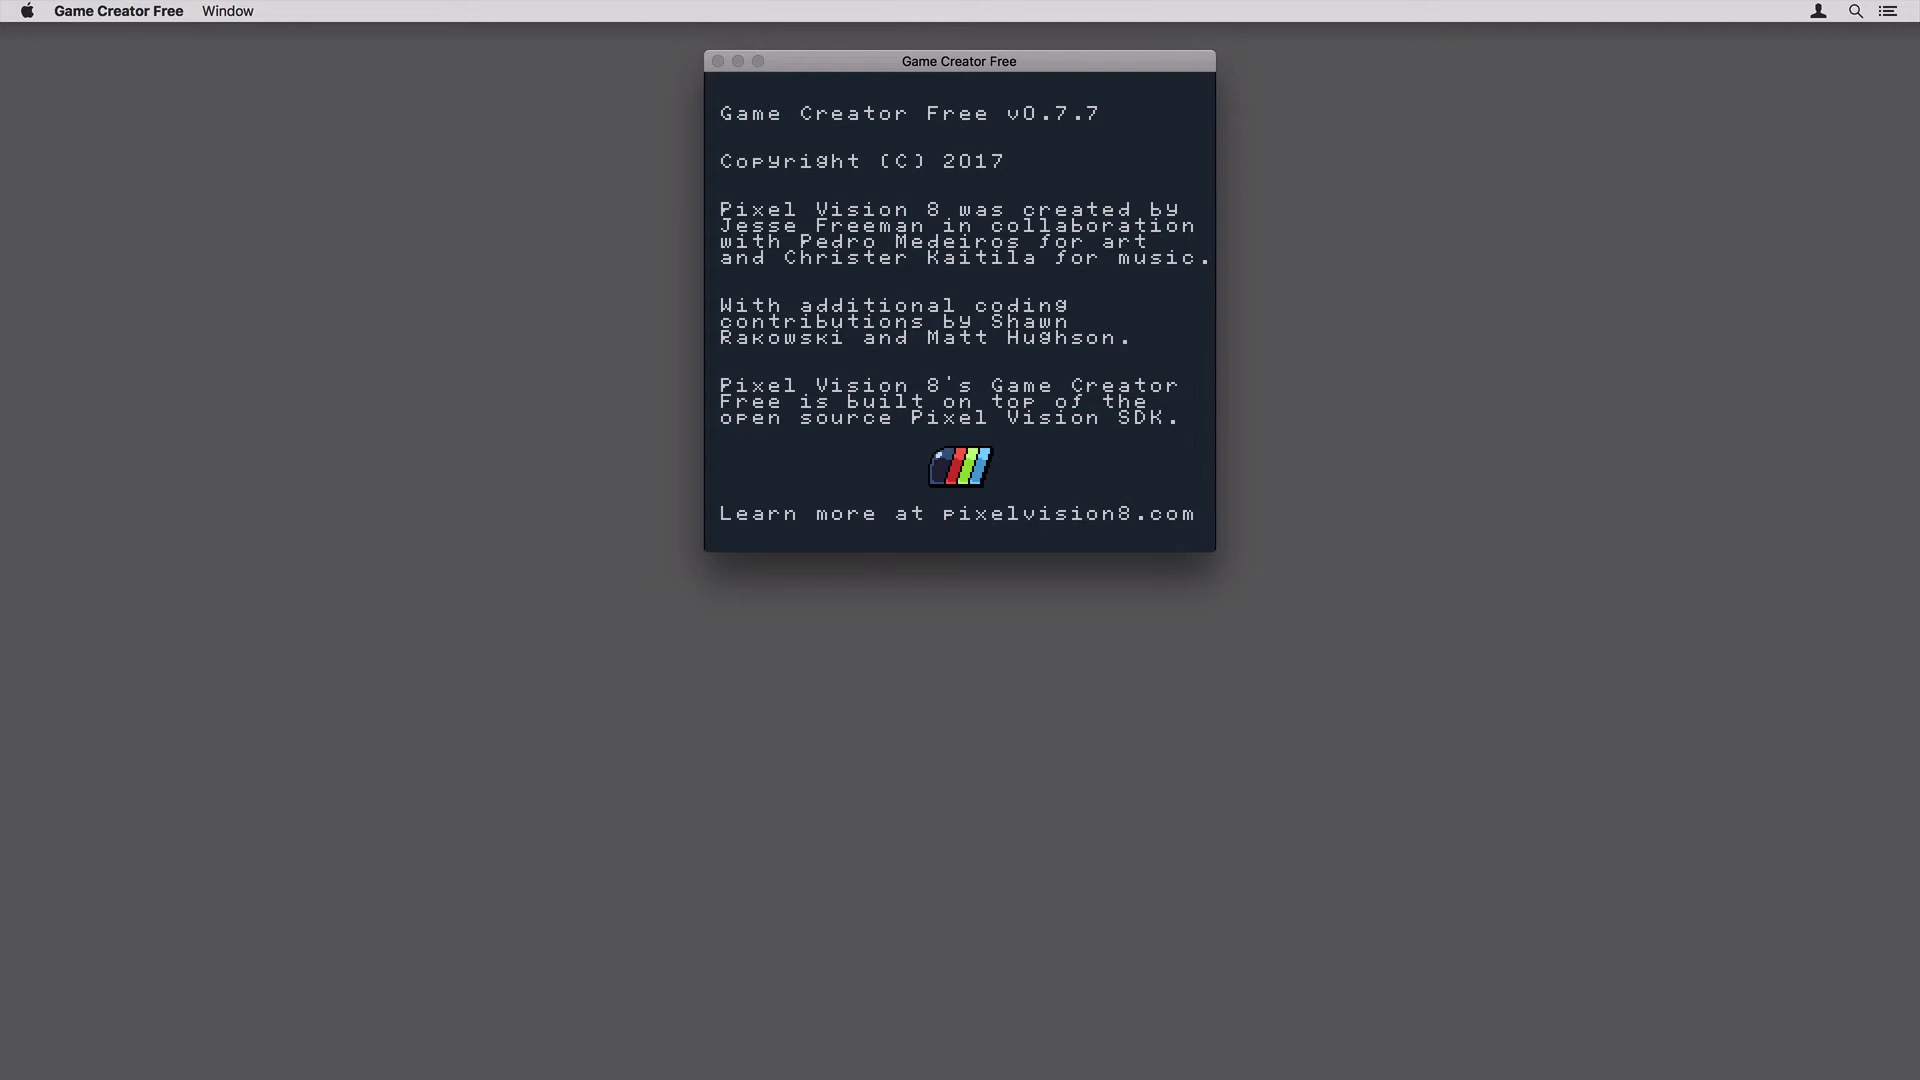 Game Creator Free Window
Game Creator Free
Game Creator Free v0.7.7
Copyright (C) 2017
Pixel Vision 8 was created by
Jesse Freeman in collaboration
with Pedro Medeiros for art
and Christer Kaitila for music.
With additional coding
contributions by Shawn
Rakowski and Matt Hughson.
Pixel Vision 8's Game Creator
Free is built on top of the
open source Pixel Vision SDK.
Learn more at pixelvision8.com